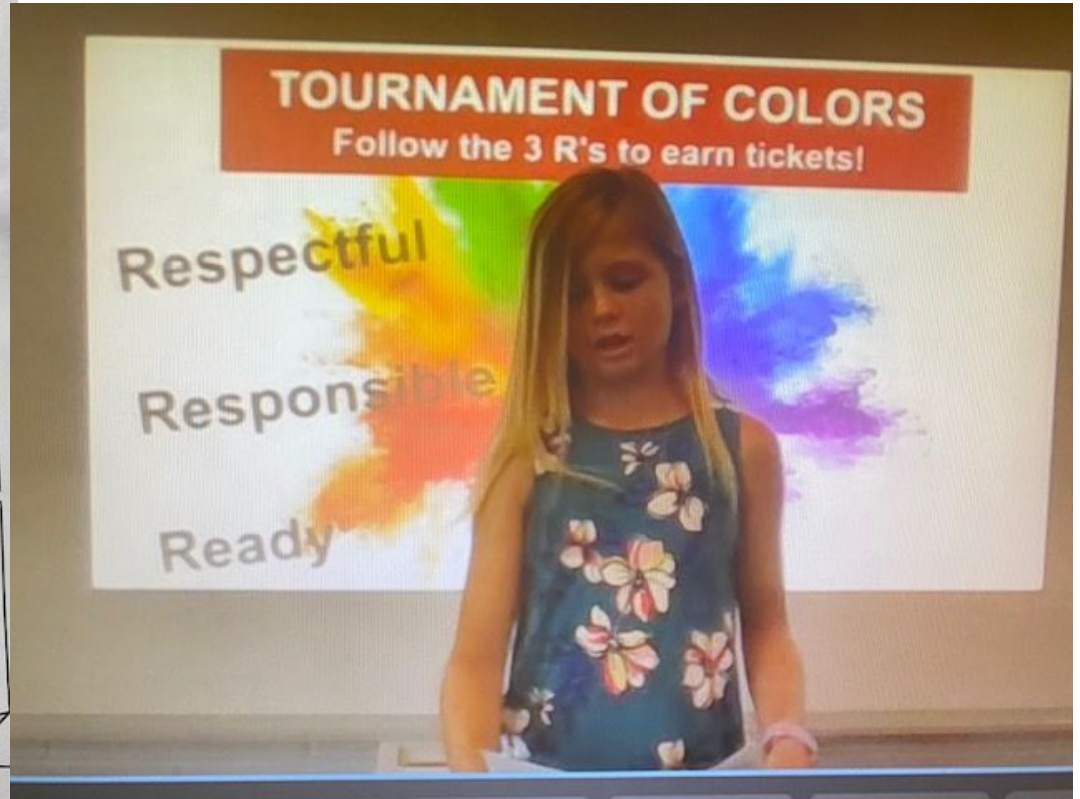 TOURNAMENT OF COLORS
Follow the 3 R's to earn tickets!
Respectful
Responsible
Ready